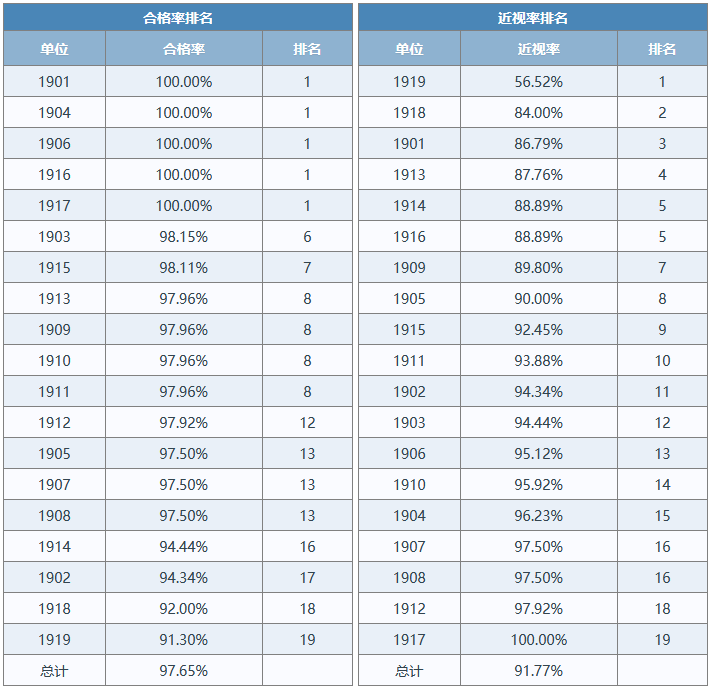 合格率排名
单位 合格率 排名
1901 100.00% 1
1904 100.00% 1
1906 100.00% 1
1916 100.00% 1
1917 100.00% 1
1903 98.15% 6
1915 98.11% 7
1913 97.96% 8
1909 97.96% 8
1910 97.96% 8
1911 97.96% 8
1912 97.92% 12
1905 97.50% 13
1907 97.50% 13
1908 97.50% 13
1914 94.44% 16
1902 94.34% 17
1918 92.00% 18
1919 91.30% 19
总计 97.65%
近视率排名
单位 近视率 排名
1919 56.52% 1
1918 84.00% 2
1901 86.79% 3
1913 87.76% 4
1914 88.89% 5
1916 88.89% 5
1909 89.80% 7
1905 90.00% 8
1915 92.45% 9
1911 93.88% 10
1902 94.34% 11
1903 94.44% 12
1906 95.12% 13
1910 95.92% 14
1904 96.23% 15
1907 97.50% 16
1908 97.50% 16
1912 97.92% 18
1917 100.00% 19
总计 91.77%